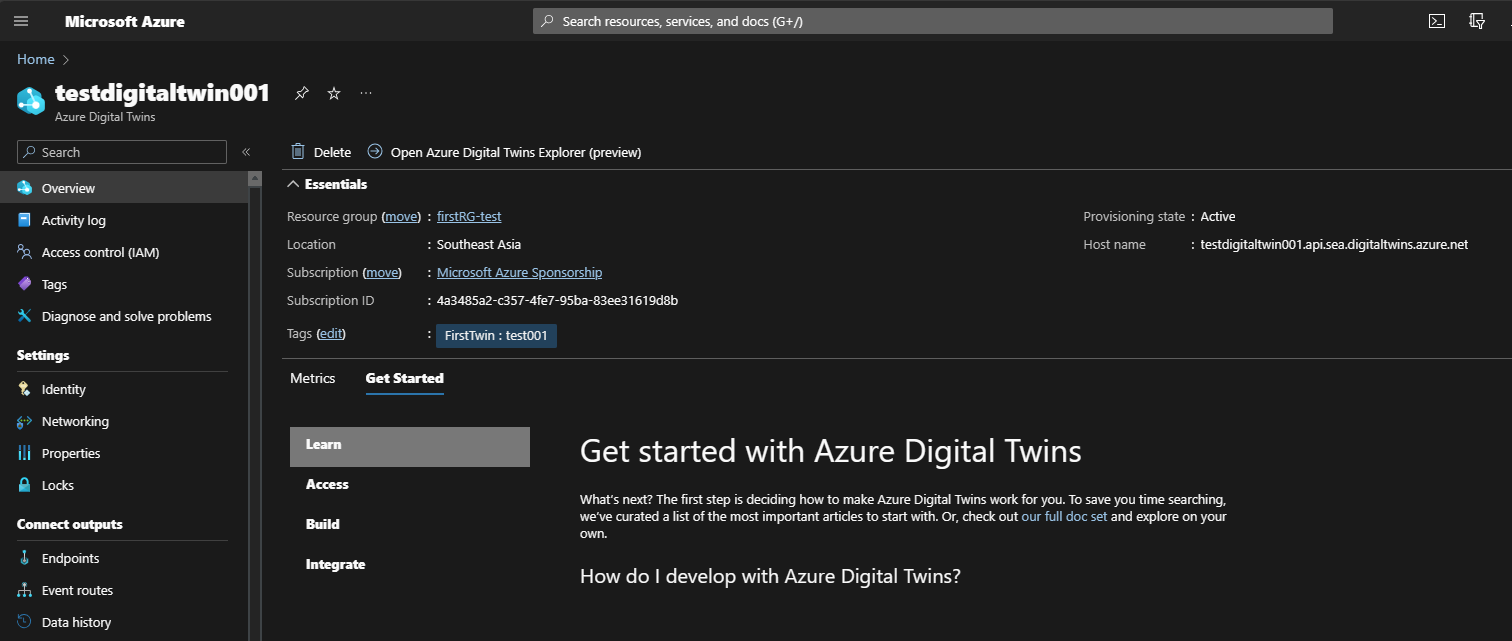 Microsoft Azure
Search resources, services, and docs (G+/)
Home
testdigitaltwin001
Azure Digital Twins
Search
Overview
Activity log
Access control (IAM)
Tags
Diagnose and solve problems
Settings
Identity
Networking
Properties
Locks
Connect outputs
Endpoints
Event routes
Data history
Delete
Open Azure Digital Twins Explorer (preview)
Essentials
Resource group (move) : firstRG-test
Location : Southeast Asia
Subscription (move) : Microsoft Azure Sponsorship
Subscription ID : 4a3485a2-c357-4fe7-95ba-83ee31619d8b
Tags (edit) : FirstTwin : test001
Provisioning state : Active
Host name : testdigitaltwin001.api.sea.digitaltwins.azure.net
Metrics
Get Started
Learn
Access
Build
Integrate
Get started with Azure Digital Twins
What's next? The first step is deciding how to make Azure Digital Twins work for you. To save you time searching,
we've curated a list of the most important articles to start with. Or, check out our full doc set and explore on your
own.
How do I develop with Azure Digital Twins?